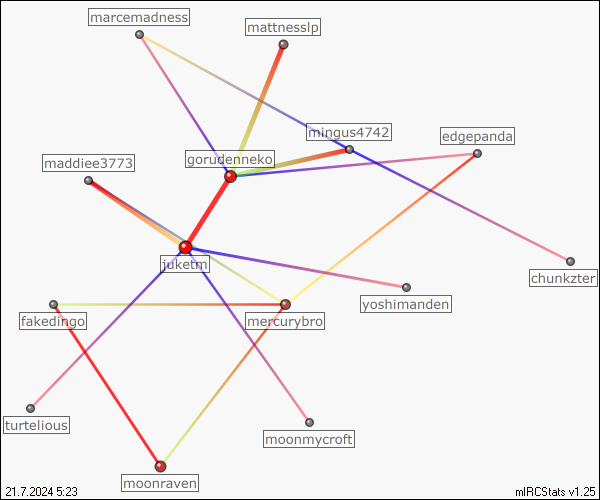 marcemadness
mattnesslp
mingus4742
edgepanda
gorudenneko
maddiee3773
juketm
chunkzter
yoshimanden
fakedingo
mercurybro
turtelious
moonmycroft
moonraven
21.7.2024 5:23
mIRCStats v1.25